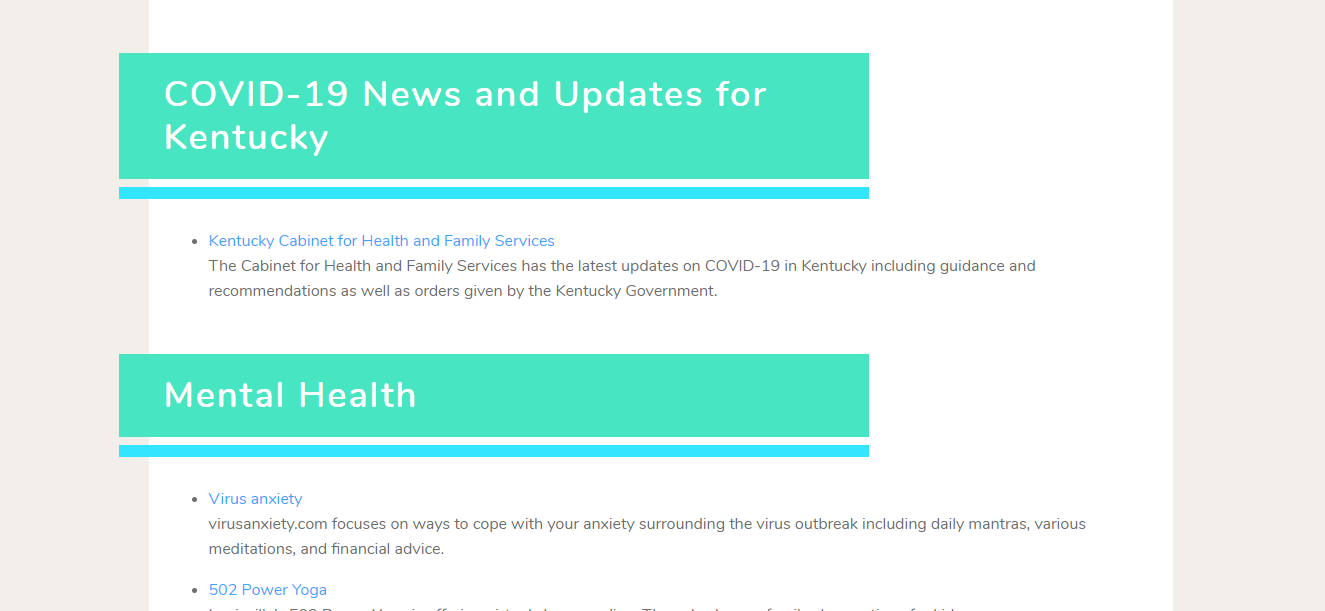 COVID-19 News and Updates for
Kentucky
Kentucky Cabinet for Health and Family Services
The Cabinet for Health and Family Services has the latest updates on COVID-19 in Kentucky including guidance and
recommendations as well as orders given by the Kentucky Government.
Mental Health
Virus anxiety
virusanxiety.com focuses on ways to cope with your anxiety surrounding the virus outbreak including daily mantras, various
meditations, and financial advice.
502 Power Yoga